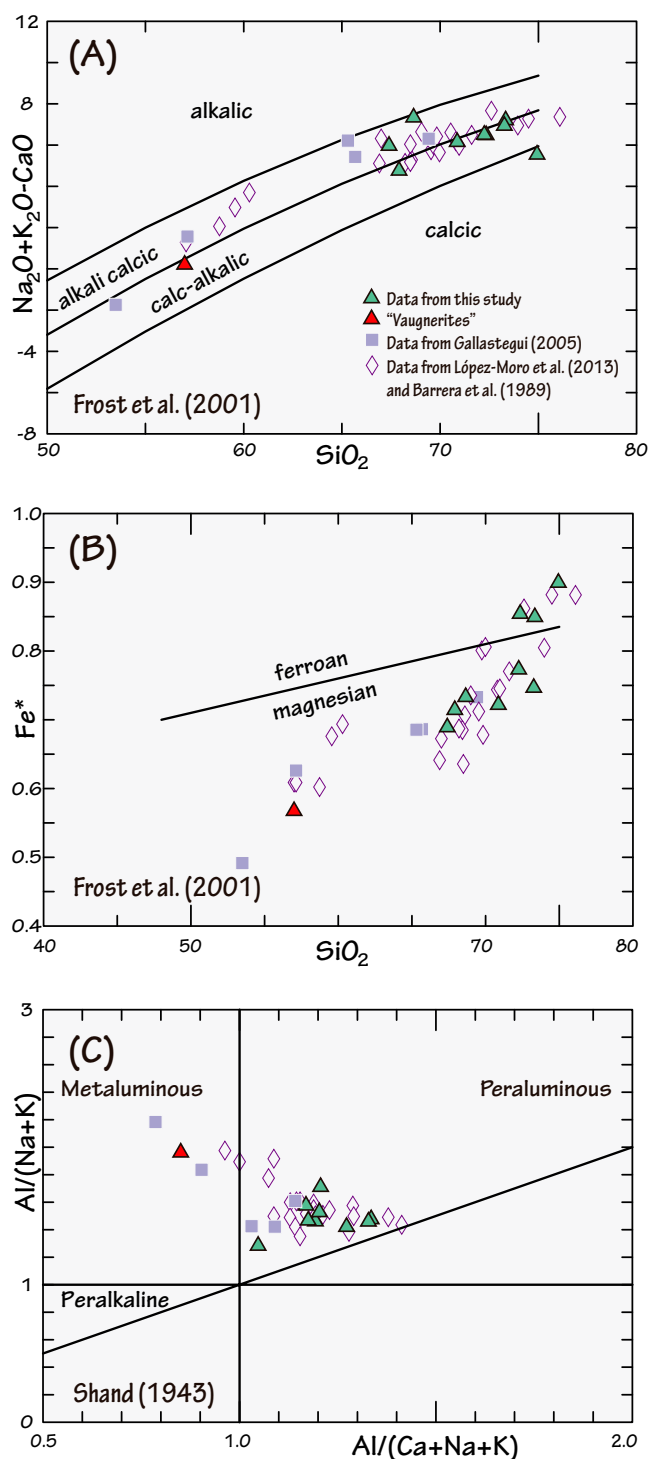 (A)
12
8
4
0
-4
-8
Na₂O+K₂O-CaO
alkalic
alkali calcic
calc-alkalic
calcic
Data from this study
"Vaugnerites"
Data from Gallastegui (2005)
Data from López-Moro et al. (2013)
and Barrera et al. (1989)
Frost et al. (2001)
50
60
70
80
SiO₂
(B)
1.0
0.9
0.8
0.7
0.6
0.5
0.4
Fe*
ferroan
magnesian
Frost et al. (2001)
40
50
70
80
SiO₂
(C)
3
1
0
Al/(Na+K)
Metaluminous
Peraluminous
Peralkaline
Shand (1943)
0.5
1.0
2.0
Al/(Ca+Na+K)